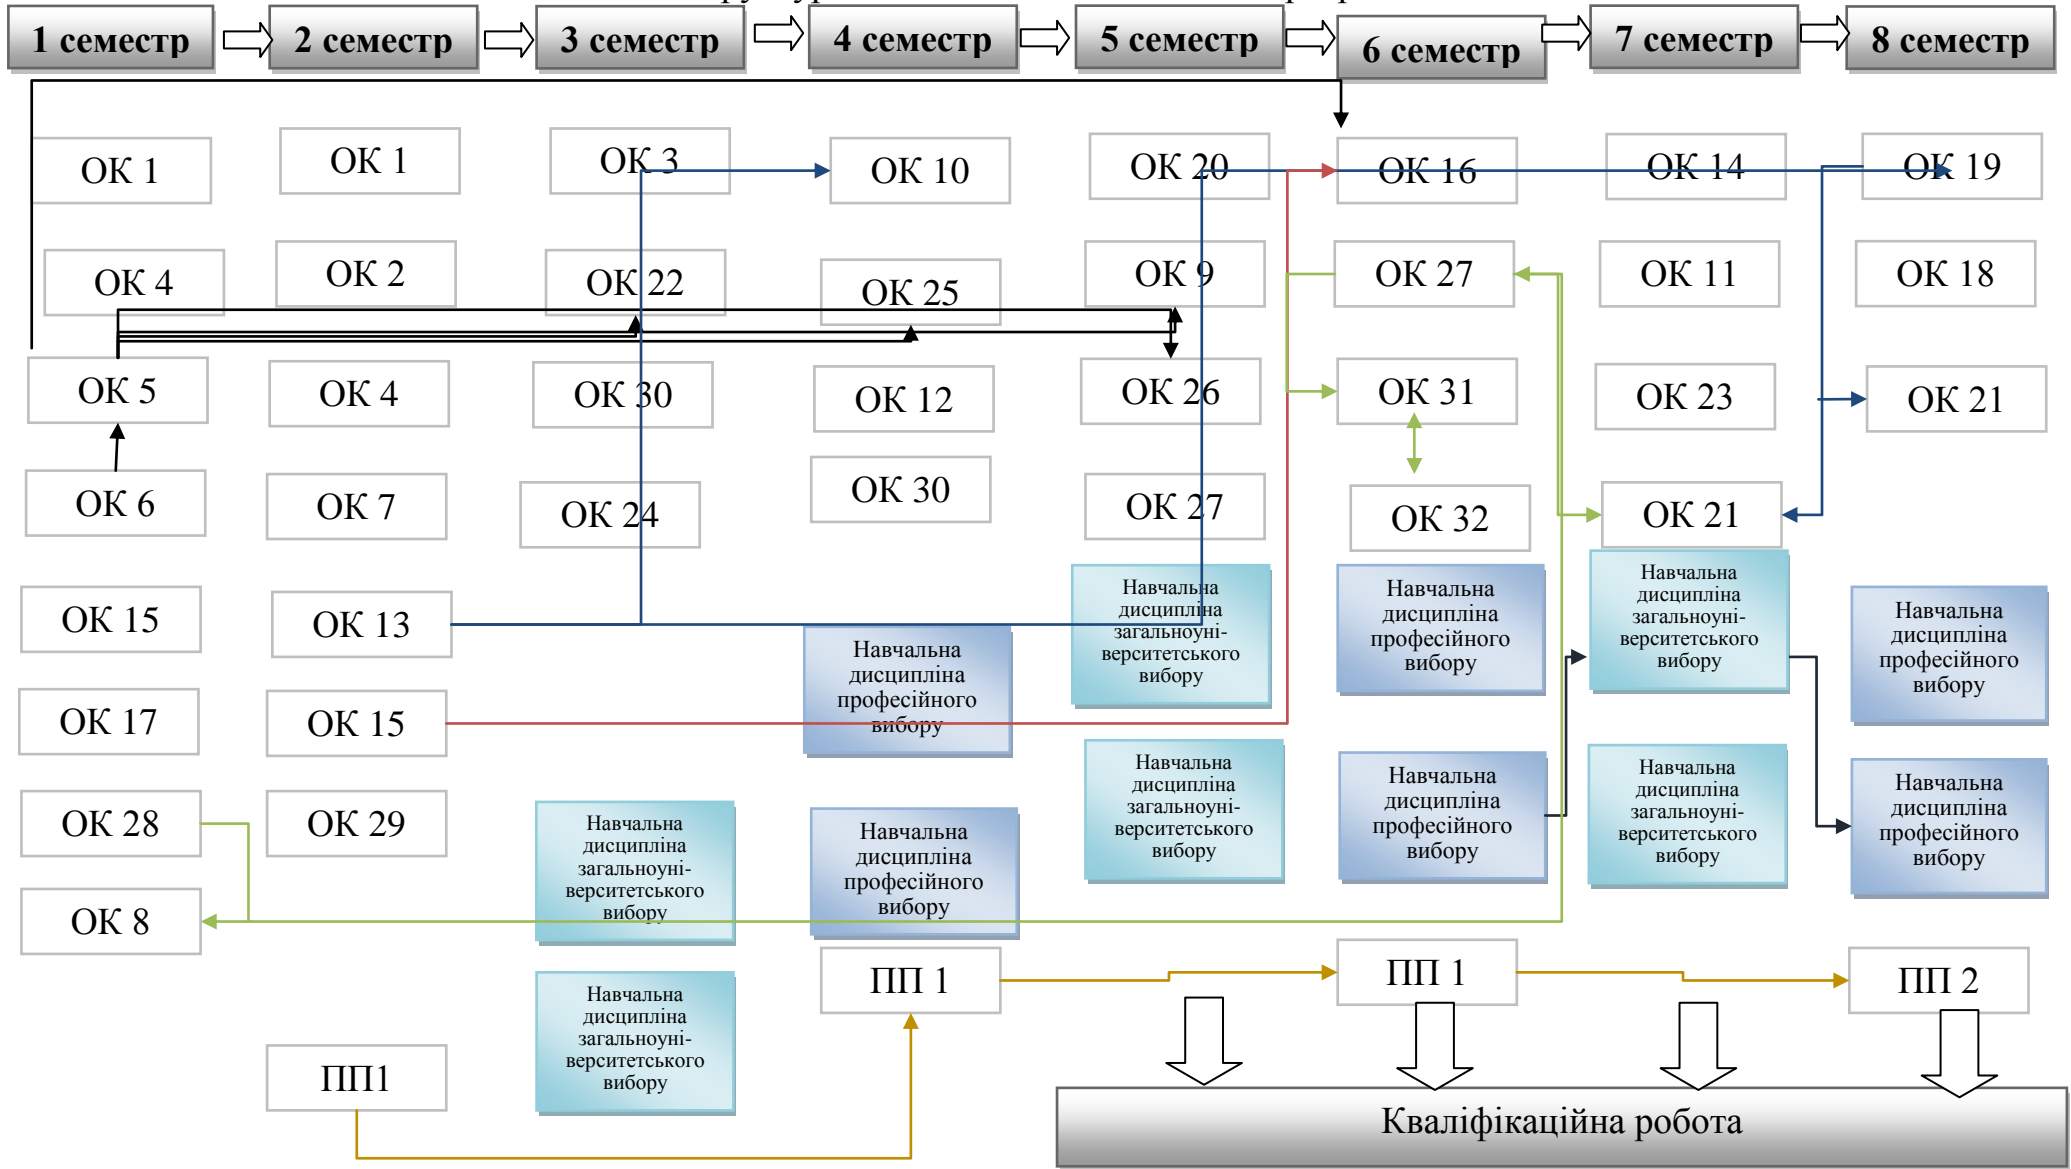 1 семестр
2 семестр
3 семестр
4 семестр
5 семестр
6 семестр
7 семестр
8 семестр
ОК 1
ОК 1
ОК 3
ОК 10
ОК 20
ОК 16
ОК 14
ОК 19
ОК 4
ОК 2
ОК 22
ОК 25
ОК 9
ОК 27
ОК 11
ОК 18
ОК 5
ОК 4
ОК 30
ОК 12
ОК 26
ОК 31
ОК 23
ОК 21
ОК 6
ОК 7
ОК 24
ОК 30
ОК 27
ОК 32
ОК 21
ОК 15
ОК 13
Навчальна
дисципліна
професійного
вибору
Навчальна
дисципліна
загальноуні-
верситетського
вибору
Навчальна
дисципліна
професійного
вибору
Навчальна
дисципліна
загальноуні-
верситетського
вибору
Навчальна
дисципліна
професійного
вибору
ОК 17
ОК 15
Навчальна
дисципліна
загальноуні-
верситетського
вибору
Навчальна
дисципліна
професійного
вибору
Навчальна
дисципліна
загальноуні-
верситетського
вибору
Навчальна
дисципліна
професійного
вибору
ОК 28
ОК 29
Навчальна
дисципліна
загальноуні-
верситетського
вибору
Навчальна
дисципліна
професійного
вибору
ОК 8
ПП 1
ПП 1
ПП 2
Навчальна
дисципліна
загальноуні-
верситетського
вибору
ПП1
Кваліфікаційна робота